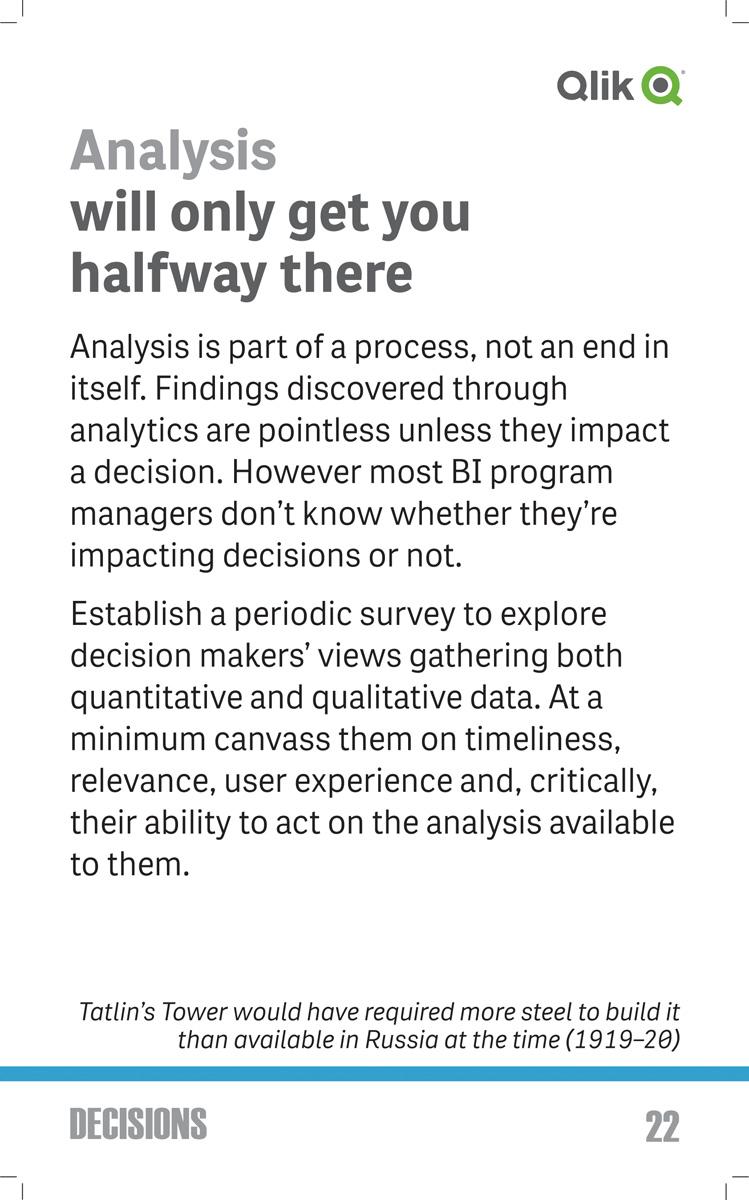 Qlik
Analysis
will only get you
halfway there
Analysis is part of a process, not an end in
itself. Findings discovered through
analytics are pointless unless they impact
a decision. However most BI program
managers don’t know whether they’re
impacting decisions or not.
Establish a periodic survey to explore
decision makers’ views gathering both
quantitative and qualitative data. At a
minimum canvass them on timeliness,
relevance, user experience and, critically,
their ability to act on the analysis available
to them.
Tatlin’s Tower would have required more steel to build it
than available in Russia at the time (1919–20)
DECISIONS
22